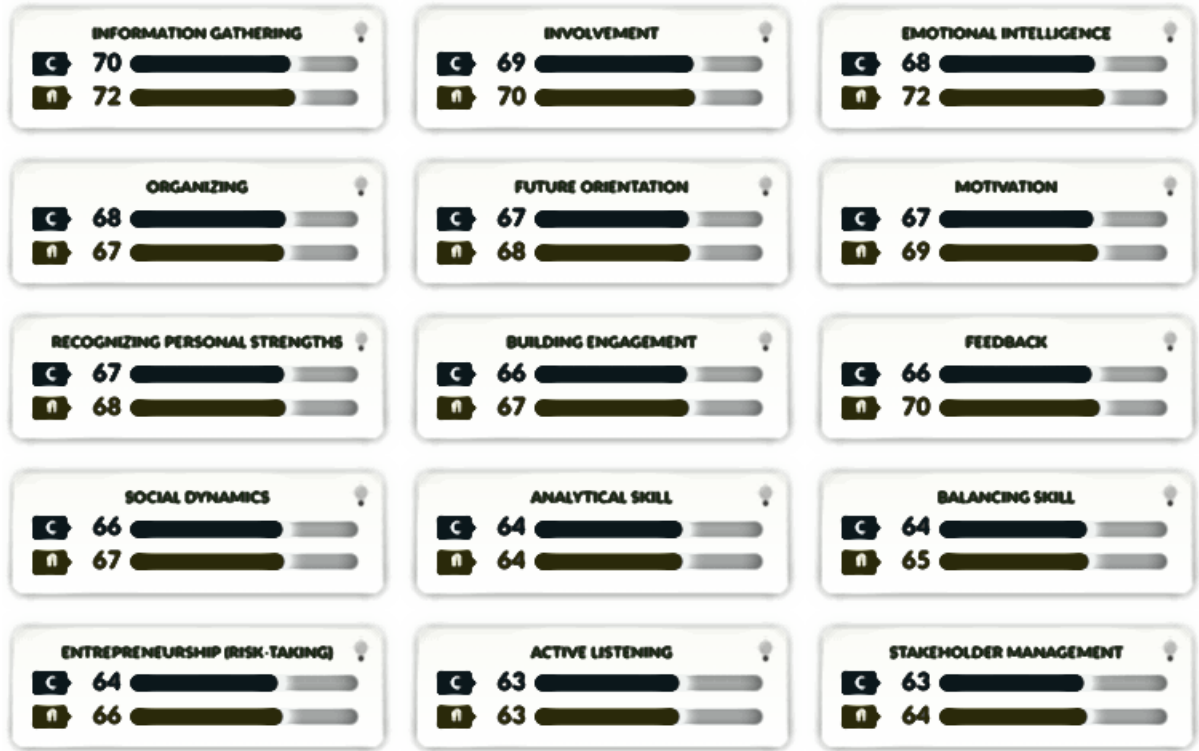 INFORMATION GATHERING
C 70
n 72
INVOLVEMENT
C 69
n 70
EMOTIONAL INTELLIGENCE
C 68
n 72
ORGANIZING
C 68
n 67
FUTURE ORIENTATION
C 67
n 68
MOTIVATION
C 67
n 69
RECOGNIZING PERSONAL STRENGTHS
C 67
n 68
BUILDING ENGAGEMENT
C 66
n 67
FEEDBACK
C 66
n 70
SOCIAL DYNAMICS
C 66
n 67
ANALYTICAL SKILL
C 64
n 64
BALANCING SKILL
C 64
n 65
ENTREPRENEURSHIP (RISK-TAKING)
C 64
n 66
ACTIVE LISTENING
C 63
n 63
STAKEHOLDER MANAGEMENT
C 63
n 64